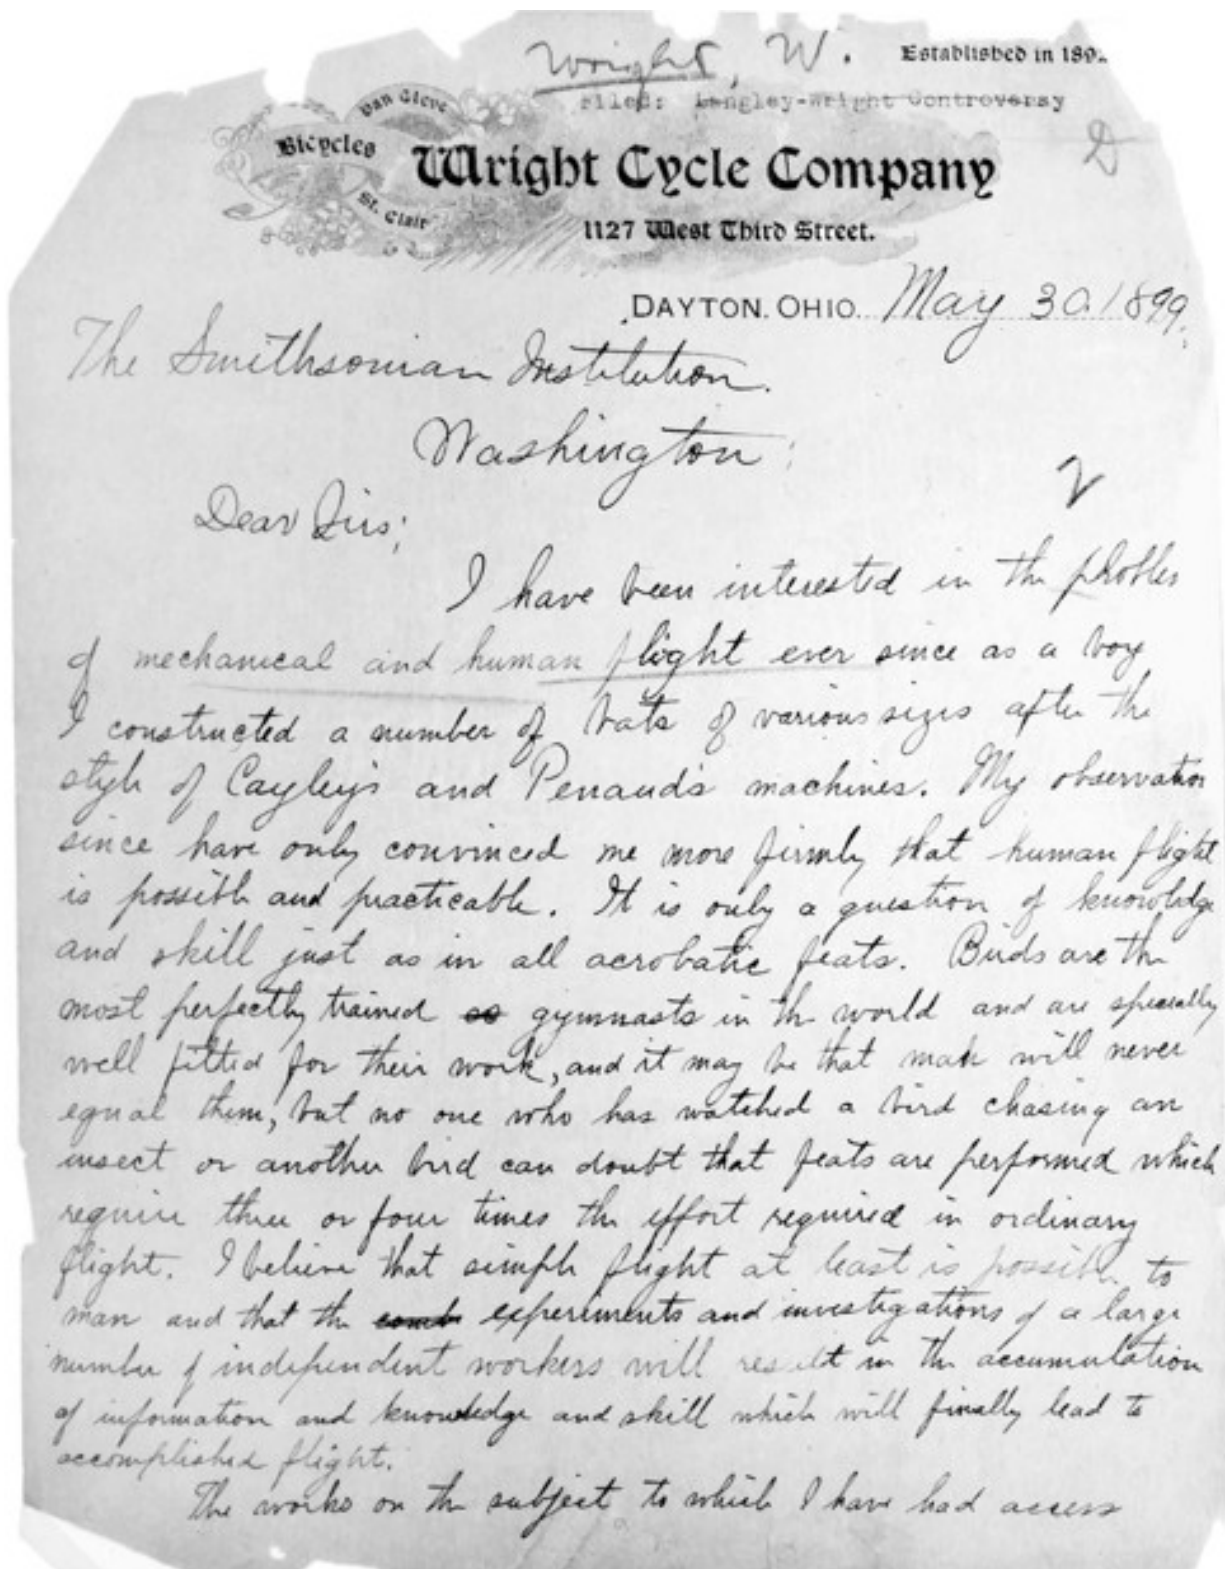 Wright, W.
Established in 189
Filed: Langley-Wright Controversy
D
Van Cleve
Bicycles
St. Clair
Wright Cycle Company
1127 West Third Street.
DAYTON. OHIO. May 30. 1899.
The Smithsonian Institution.
Washington;
2
Dear Sirs;
I have been interested in the problem
of mechanical and human flight ever since as a boy
I constructed a number of bats of various sizes after the
style of Cayley's and Penaud's machines. My observation
since have only convinced me more firmly that human flight
is possible and practicable. It is only a question of knowledge
and skill just as in all acrobatic feats. Birds are the
most perfectly trained gymnasts in the world and are specially
well fitted for their work, and it may be that man will never
equal them, but no one who has watched a bird chasing an
insect or another bird can doubt that feats are performed which
require three or four times the effort required in ordinary
flight. I believe that simple flight at least is possible to
man and that the experiments and investigations of a large
number of independent workers will result in the accumulation
of information and knowledge and skill which will finally lead to
accomplished flight.
The works on the subject to which I have had access